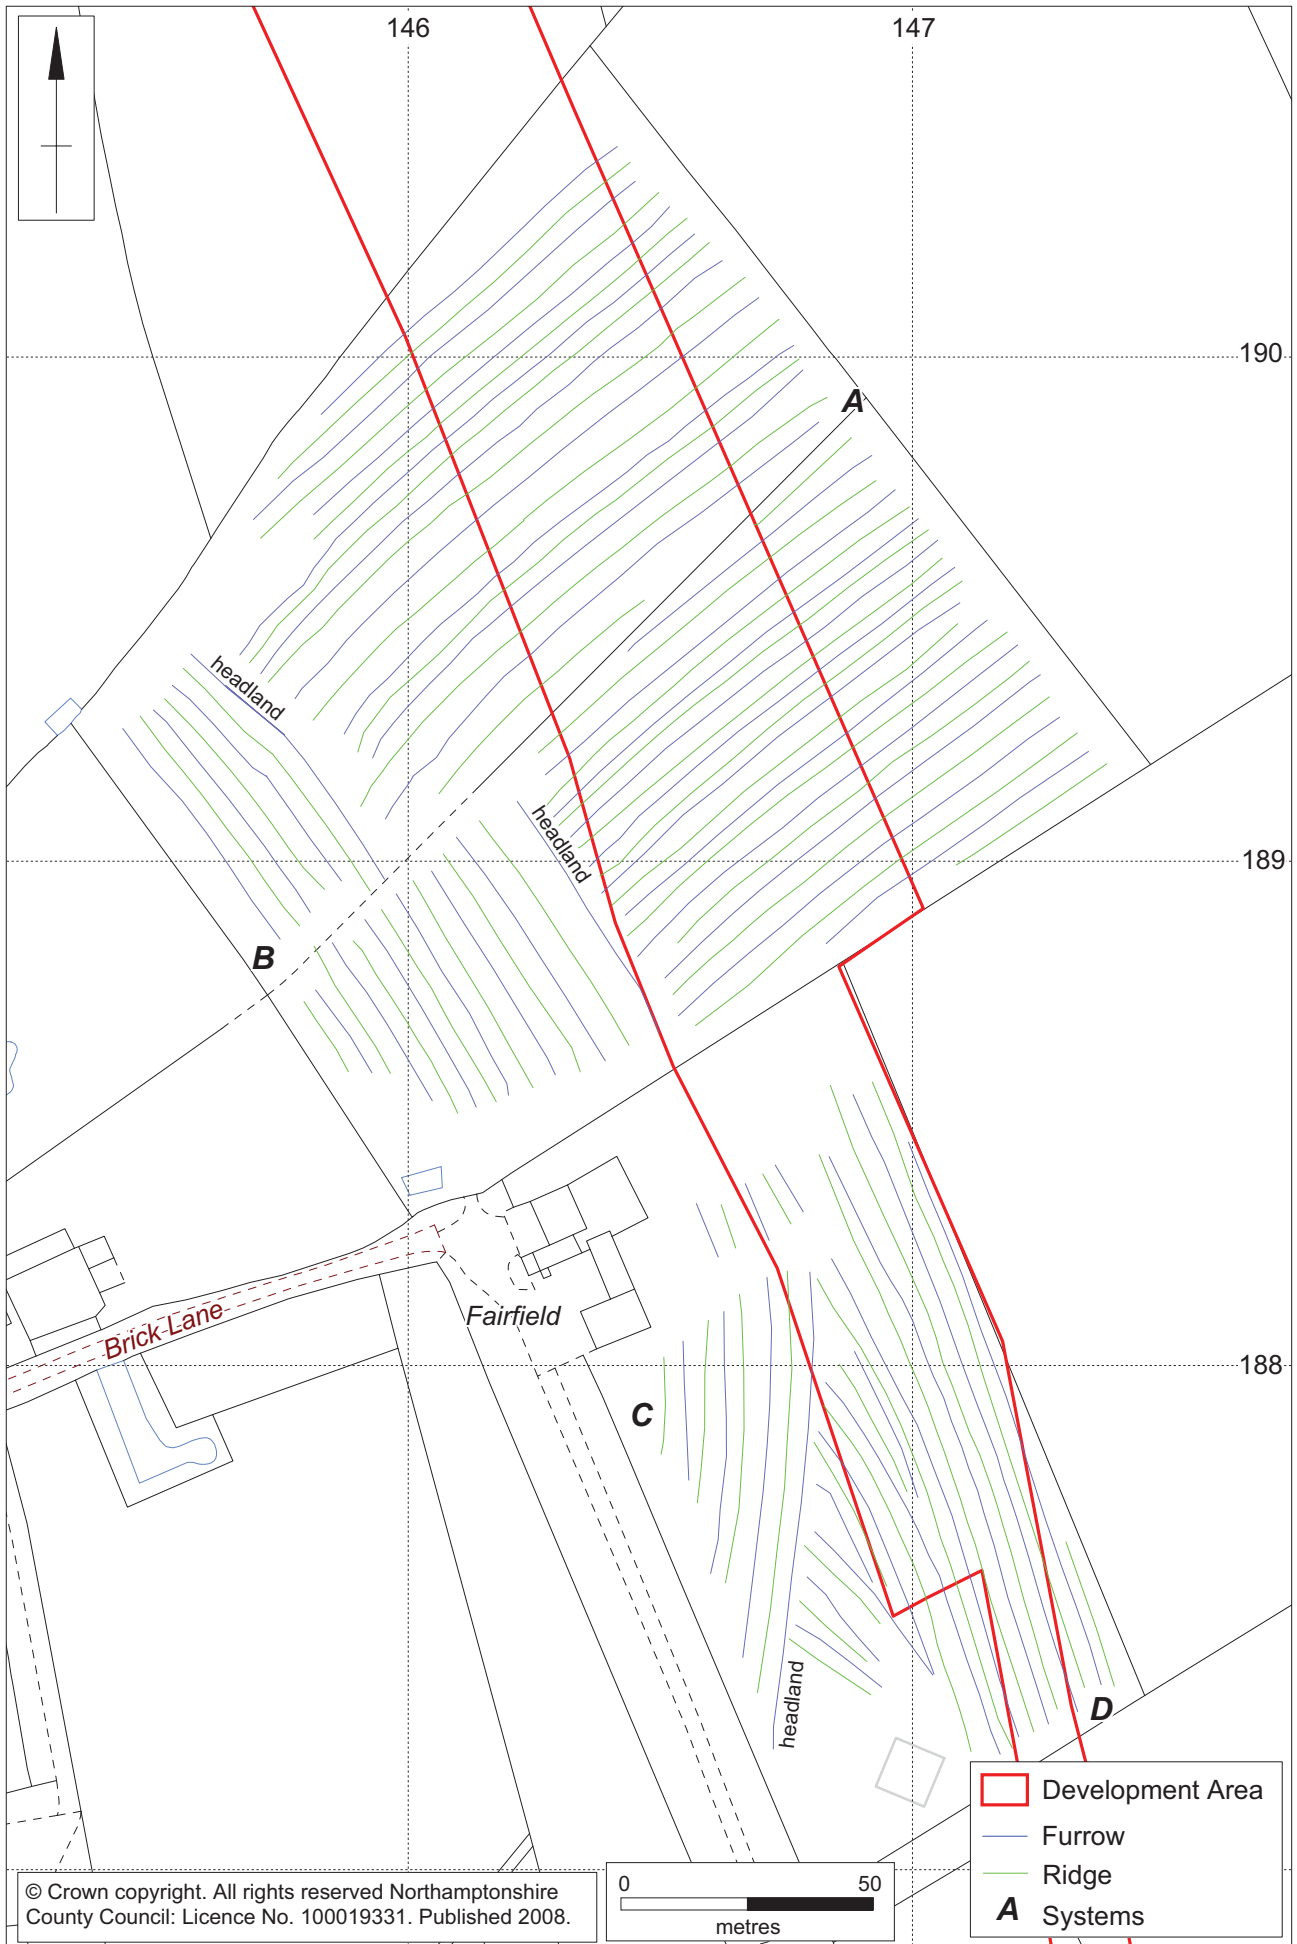 146
147
190
A
headland
headland
189
B
Fairfield
Brick Lane
188
C
headland
D
Development Area
Furrow
Ridge
A Systems
0 50
metres
© Crown copyright. All rights reserved Northamptonshire
County Council: Licence No. 100019331. Published 2008.